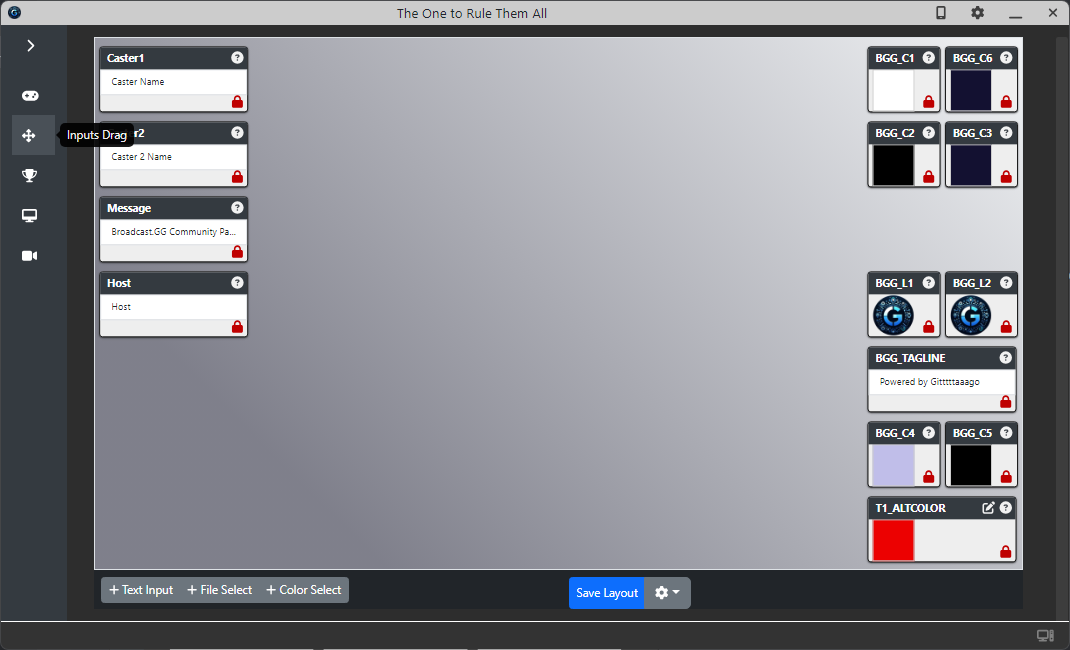 The One to Rule Them All
Caster1
Caster Name
BGG_C1
BGG_C6
Inputs Drag
r2
Caster 2 Name
BGG_C2
BGG_C3
Message
Broadcast.GG Community Pa...
Host
Host
BGG_L1
BGG_L2
BGG_TAGLINE
Powered by Gitttttaaago
BGG_C4
BGG_C5
T1_ALTCOLOR
+ Text Input + File Select + Color Select
Save Layout